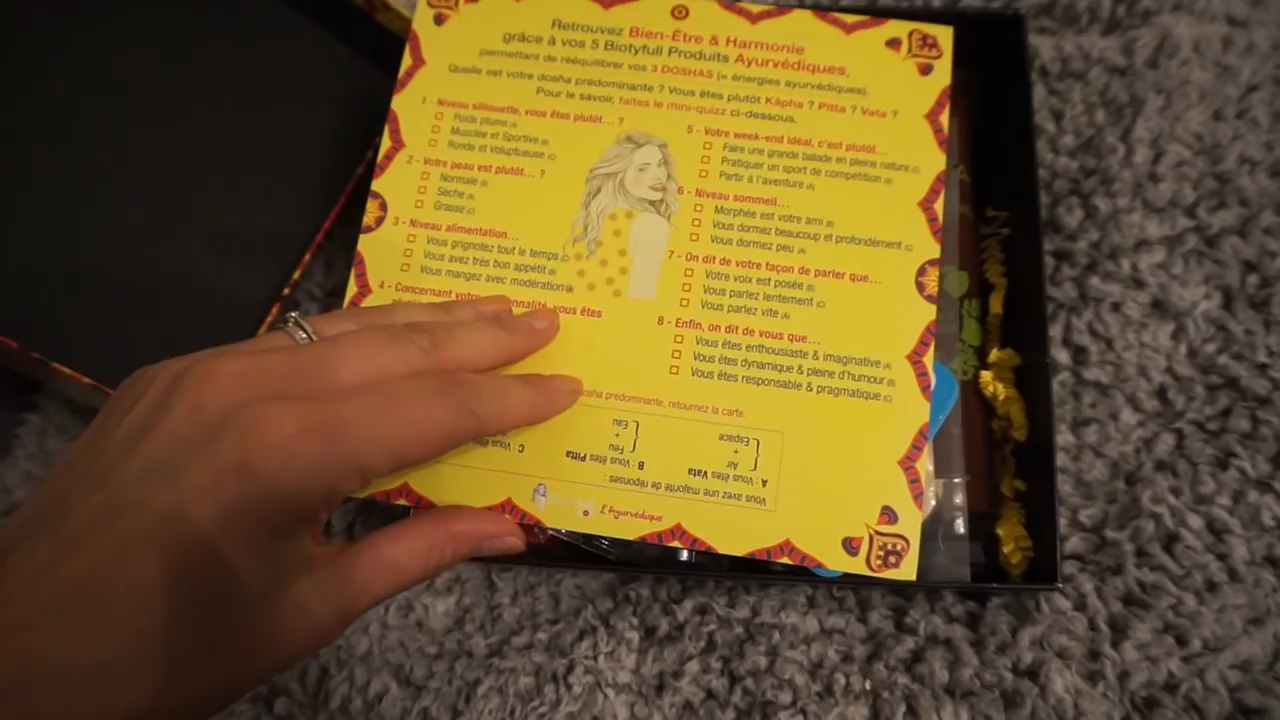 Retrouvez Bien-Être & Harmonie
grâce à vos 5 Biotyfull Produits Ayurvédiques,
permettant de rééquilibrer vos 3 DOSHAS (= énergies ayurvédiques).
Quelle est votre dosha prédominante ? Vous êtes plutôt Kapha ? Pitta ? Vata ?
Pour le savoir, faites le mini-quizz ci-dessous.
1 - Niveau silhouette, vous êtes plutôt... ?
Poids plume (A)
Musclée et Sportive (B)
Ronde et Voluptueuse (C)
2 - Votre peau est plutôt... ?
Normale (B)
Sèche (A)
Grasse (C)
3 - Niveau alimentation...
Vous grignotez tout le temps (C)
Vous avez très bon appétit (B)
Vous mangez avec modération (A)
4 - Concernant votre personnalité, vous êtes
5 - Votre week-end idéal, c'est plutôt...
Faire une grande balade en pleine nature (C)
Pratiquer un sport de compétition (B)
Partir à l'aventure (A)
6 - Niveau sommeil...
Morphée est votre ami (B)
Vous dormez beaucoup et profondément (C)
Vous dormez peu (A)
7 - On dit de votre façon de parler que...
Votre voix est posée (B)
Vous parlez lentement (C)
Vous parlez vite (A)
8 - Enfin, on dit de vous que...
Vous êtes enthousiaste & imaginative (A)
Vous êtes dynamique & pleine d'humour (B)
Vous êtes responsable & pragmatique (C)
dosha prédominante, retournez la carte.
Vous avez une majorité de réponses :
A : Vous êtes Vata
Air
+
Espace
B : Vous êtes Pitta
Feu
+
Eau
C : Vous êtes
L'Ayurvédique